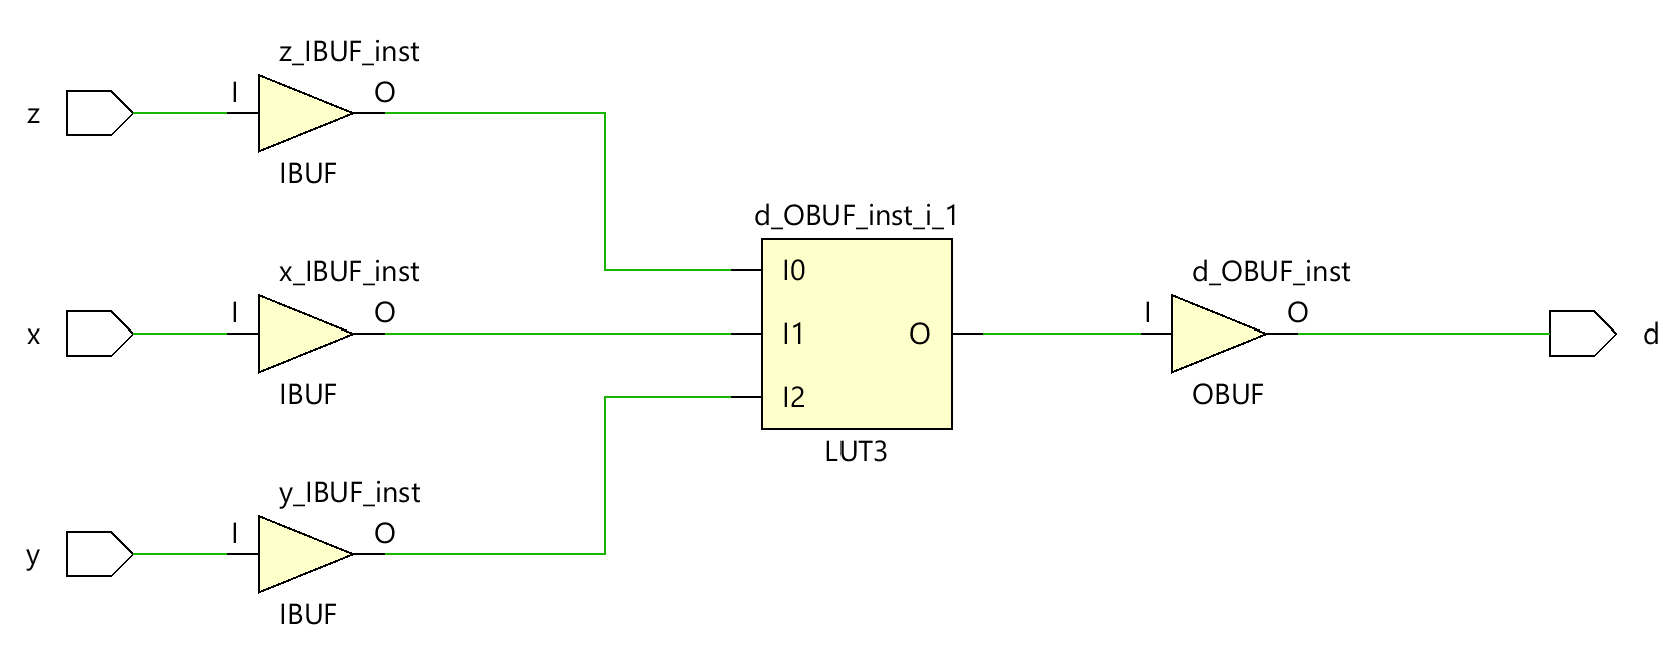 z_IBUF_inst
I
O
z
IBUF
d_OBUF_inst_i_1
I0
x_IBUF_inst
d_OBUF_inst
I
O
I
O
x
I1
O
d
IBUF
I2
OBUF
LUT3
y_IBUF_inst
I
O
y
IBUF